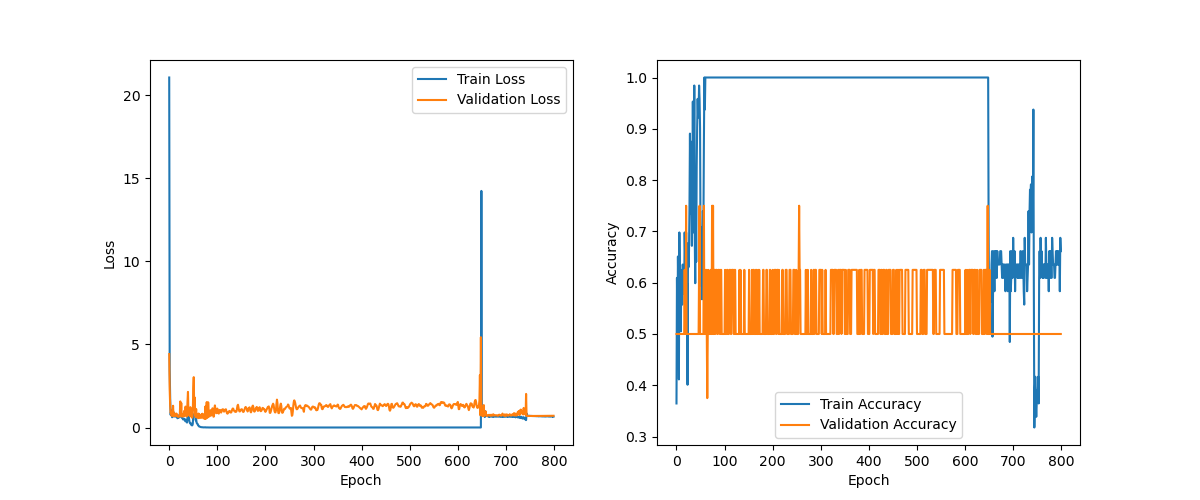 20
15
10
5
0
Loss
0 100 200 300 400 500 600 700 800
Epoch
Train Loss
Validation Loss
1.0
0.9
0.8
0.7
0.6
0.5
0.4
0.3
Accuracy
0 100 200 300 400 500 600 700 800
Epoch
Train Accuracy
Validation Accuracy